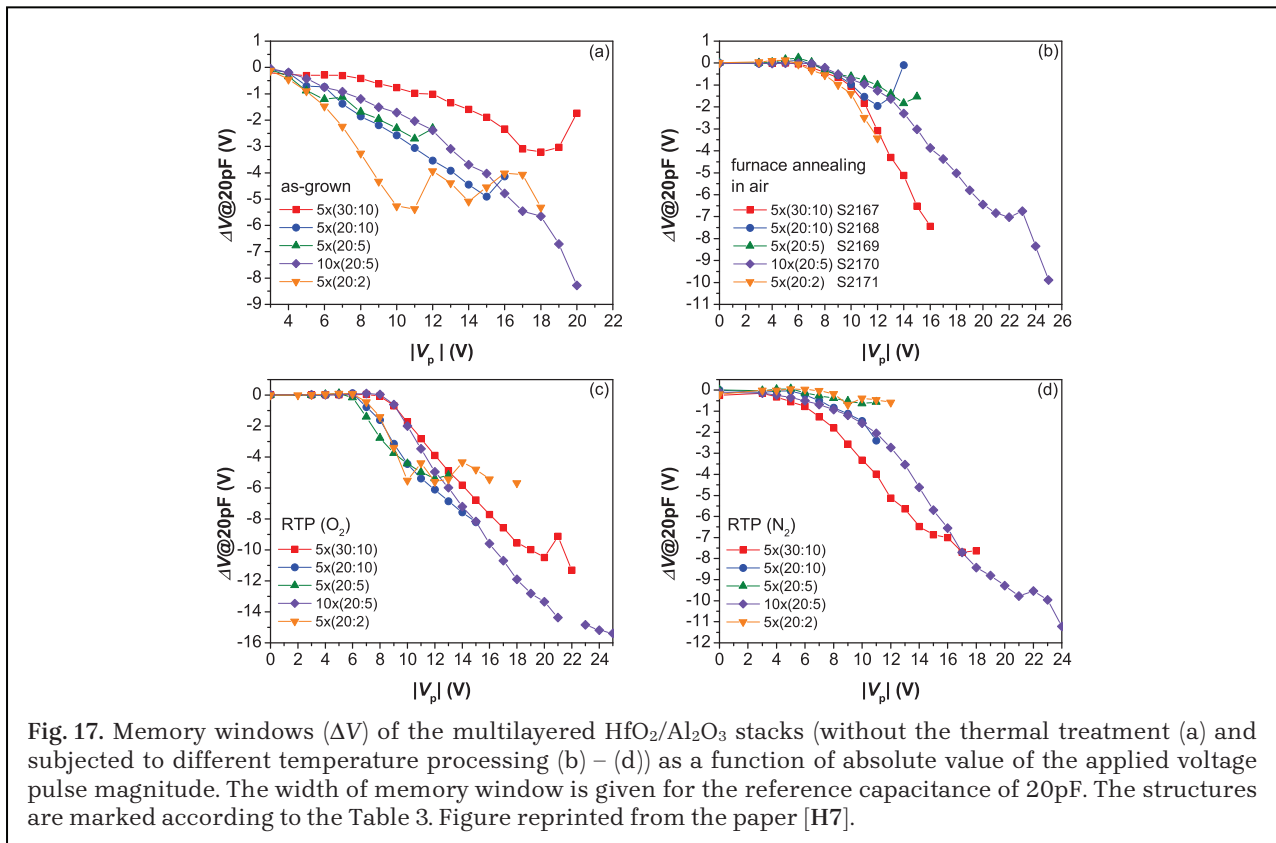 (a)
1
0
-1
-2
-3
-4
-5
-6
-7
-8
-9
ΔV@20pF (V)
as-grown
5x(30:10)
5x(20:10)
5x(20:5)
10x(20:5)
5x(20:2)
4 6 8 10 12 14 16 18 20 22
|Vp| (V)
(b)
1
0
-1
-2
-3
-4
-5
-6
-7
-8
-9
-10
-11
ΔV@20pF (V)
furnace annealing
in air
5x(30:10) S2167
5x(20:10) S2168
5x(20:5) S2169
10x(20:5) S2170
5x(20:2) S2171
0 2 4 6 8 10 12 14 16 18 20 22 24 26
|Vp| (V)
(c)
2
0
-2
-4
-6
-8
-10
-12
-14
-16
ΔV@20pF (V)
RTP (O₂)
5x(30:10)
5x(20:10)
5x(20:5)
10x(20:5)
5x(20:2)
0 2 4 6 8 10 12 14 16 18 20 22 24
|Vp| (V)
(d)
1
0
-1
-2
-3
-4
-5
-6
-7
-8
-9
-10
-11
-12
ΔV@20pF (V)
RTP (N₂)
5x(30:10)
5x(20:10)
5x(20:5)
10x(20:5)
5x(20:2)
0 2 4 6 8 10 12 14 16 18 20 22 24
|Vp| (V)
Fig. 17. Memory windows (ΔV) of the multilayered HfO₂/Al₂O₃ stacks (without the thermal treatment (a) and
subjected to different temperature processing (b) – (d)) as a function of absolute value of the applied voltage
pulse magnitude. The width of memory window is given for the reference capacitance of 20pF. The structures
are marked according to the Table 3. Figure reprinted from the paper [H7].